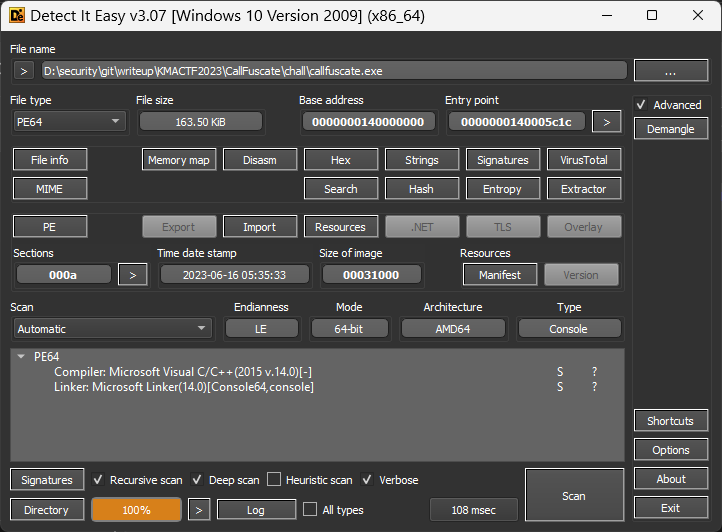 Detect It Easy v3.07 [Windows 10 Version 2009] (x86_64)
File name
> D:\security\git\writeup\KMACTF2023\CallFuscate\chall\callfuscate.exe ...
File type File size Base address Entry point Advanced
PE64 163.50 KiB 0000000140000000 0000000140005c1c > Demangle
File info Memory map Disasm Hex Strings Signatures VirusTotal
MIME Search Hash Entropy Extractor
PE Export Import Resources .NET TLS Overlay
Sections Time date stamp Size of image Resources
000a > 2023-06-16 05:35:33 00031000 Manifest Version
Scan Endianness Mode Architecture Type
Automatic LE 64-bit AMD64 Console
PE64
Compiler: Microsoft Visual C/C++(2015 v.14.0)[-] S ?
Linker: Microsoft Linker(14.0)[Console64,console] S ?
Shortcuts
Options
Signatures Recursive scan Deep scan Heuristic scan Verbose Scan About
Directory 100% > Log All types 108 msec Exit